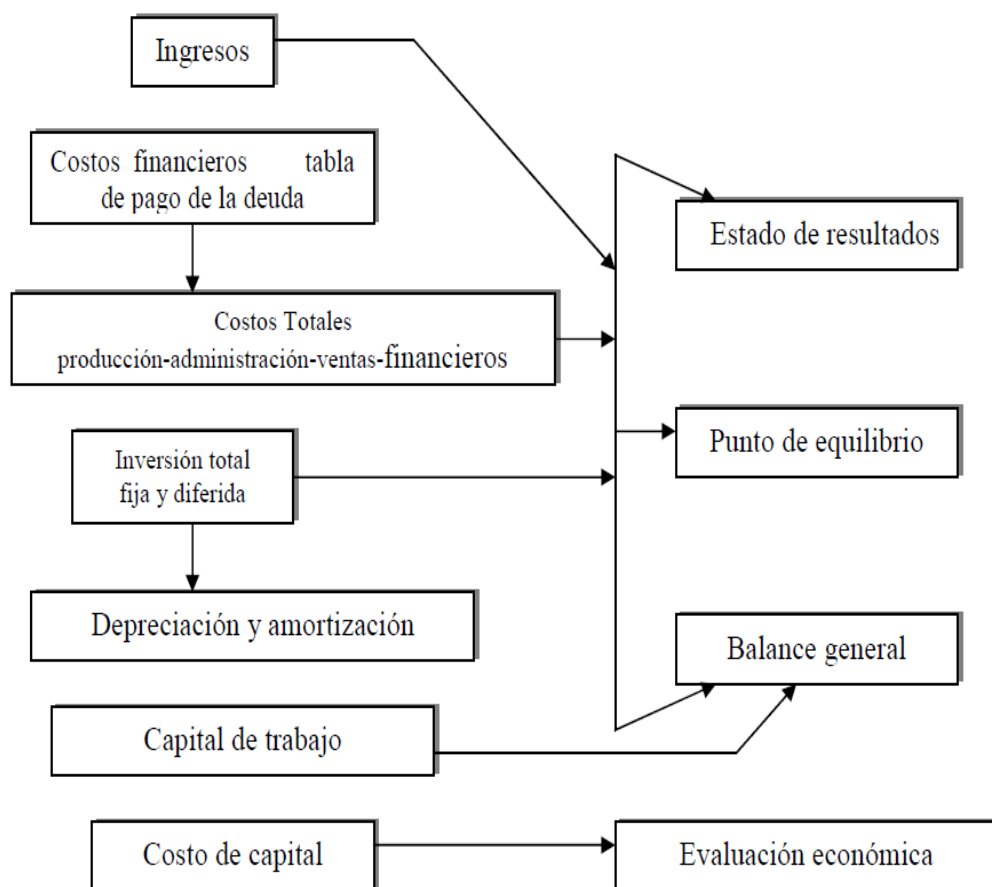 Ingresos
Costos financieros tabla
de pago de la deuda
Estado de resultados
Costos Totales
producción-administración-ventas-financieros
Punto de equilibrio
Inversión total
fija y diferida
Depreciación y amortización
Balance general
Capital de trabajo
Costo de capital
Evaluación económica